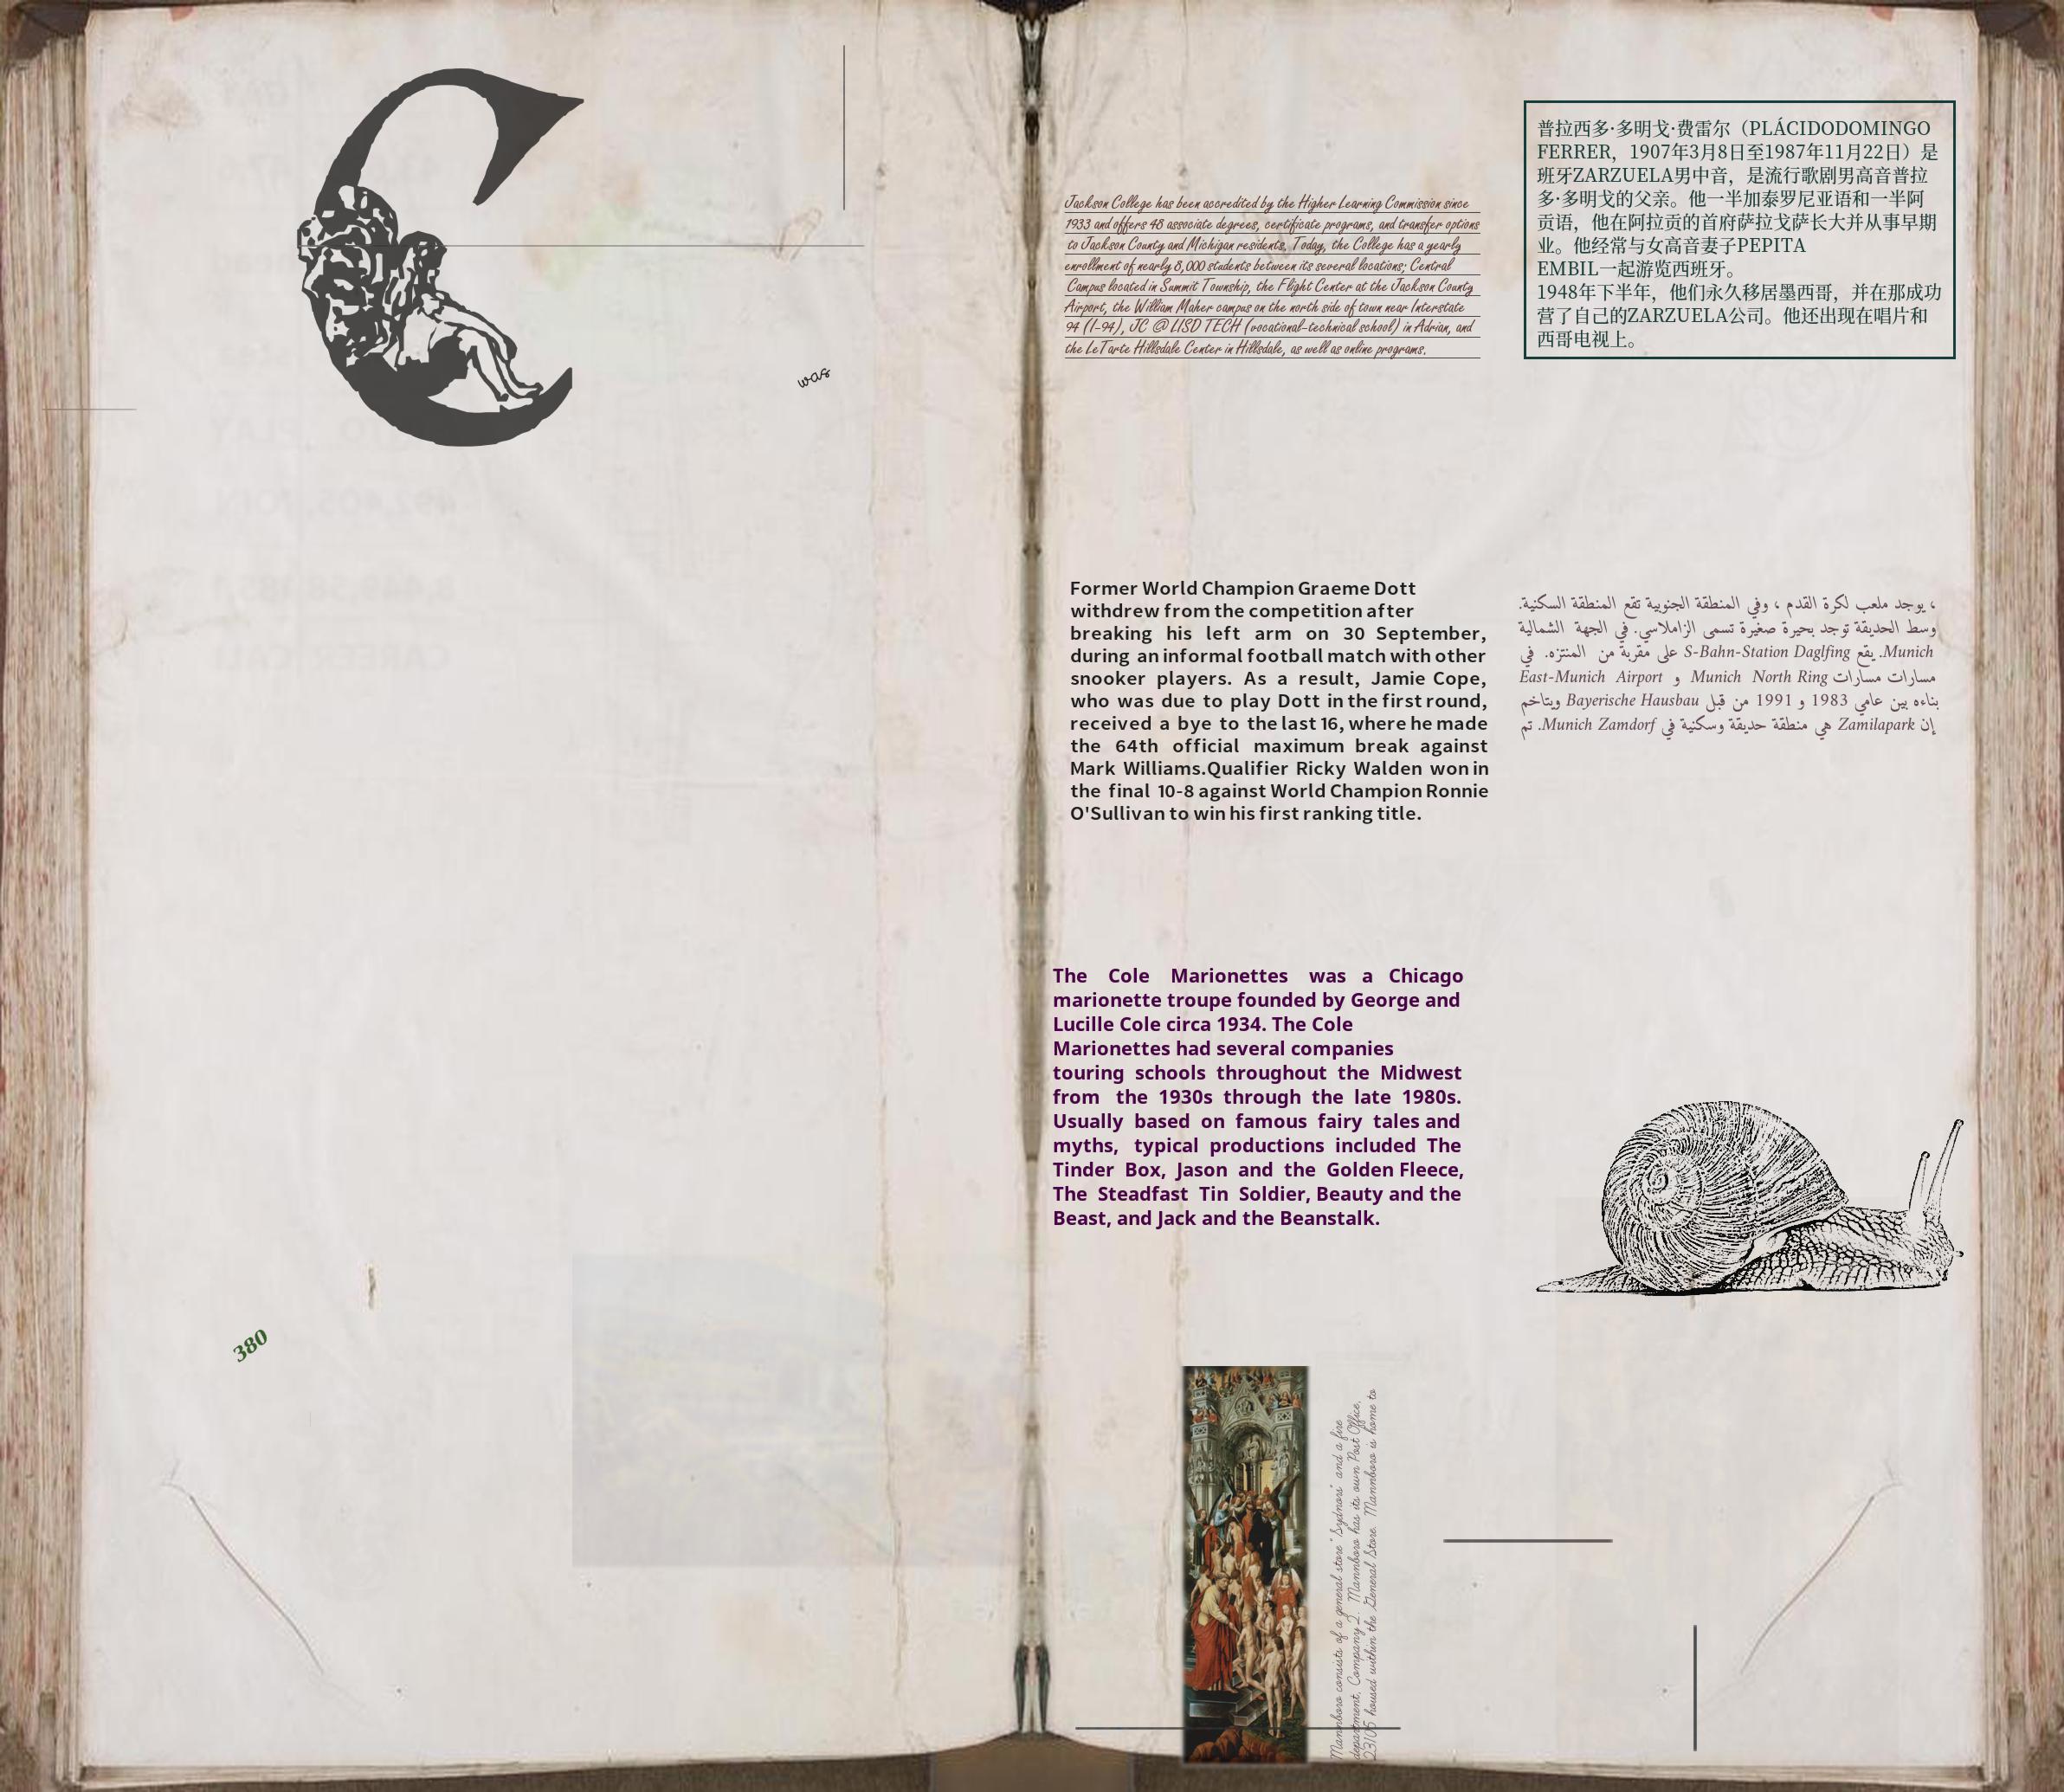 C
was
380
Jackson College has been accredited by the Higher Learning Commission since
1933 and offers 48 associate degrees, certificate programs, and transfer options
to Jackson County and Michigan residents. Today, the College has a yearly
enrollment of nearly 8,000 students between its several locations; Central
Campus located in Summit Township, the Flight Center at the Jackson County
Airport, the William Maher campus on the north side of town near Interstate
94 (I-94), JC @ LISD TECH (vocational-technical school) in Adrian, and
the LeTarte Hillsdale Center in Hillsdale, as well as online programs.
普拉西多·多明戈·费雷尔（PLÁCIDODOMINGO
FERRER，1907年3月8日至1987年11月22日）是
班牙ZARZUELA男中音，是流行歌剧男高音普拉
多·多明戈的父亲。他一半加泰罗尼亚语和一半阿
贡语，他在阿拉贡的首府萨拉戈萨长大并从事早期
业。他经常与女高音妻子PEPITA
EMBIL一起游览西班牙。
1948年下半年，他们永久移居墨西哥，并在那成功
营了自己的ZARZUELA公司。他还出现在唱片和
西哥电视上。
Former World Champion Graeme Dott
withdrew from the competition after
breaking his left arm on 30 September,
during an informal football match with other
snooker players. As a result, Jamie Cope,
who was due to play Dott in the first round,
received a bye to the last 16, where he made
the 64th official maximum break against
Mark Williams.Qualifier Ricky Walden won in
the final 10-8 against World Champion Ronnie
O'Sullivan to win his first ranking title.
، يوجد ملعب لكرة القدم ، وفي المنطقة الجنوبية تقع المنطقة السكنية.
وسط الحديقة توجد بحيرة صغيرة تسمى الزاملاسي. في الجهة الشمالية
Munich. يقع S-Bahn-Station Daglfing على مقربة من المنتزه. في
مسارات مسارات Munich North Ring و East-Munich Airport
بناءه بين عامي 1983 و 1991 من قبل Bayerische Hausbau ويتاخم
إن Zamilapark هي منطقة حديقة وسكنية في Munich Zamdorf. تم
The Cole Marionettes was a Chicago
marionette troupe founded by George and
Lucille Cole circa 1934. The Cole
Marionettes had several companies
touring schools throughout the Midwest
from the 1930s through the late 1980s.
Usually based on famous fairy tales and
myths, typical productions included The
Tinder Box, Jason and the Golden Fleece,
The Steadfast Tin Soldier, Beauty and the
Beast, and Jack and the Beanstalk.
Mannboro consists of a general store "Sydnors" and a fire
department, Company 2. Mannboro has its own Post Office,
23105 housed within the General Store. Mannboro is home to